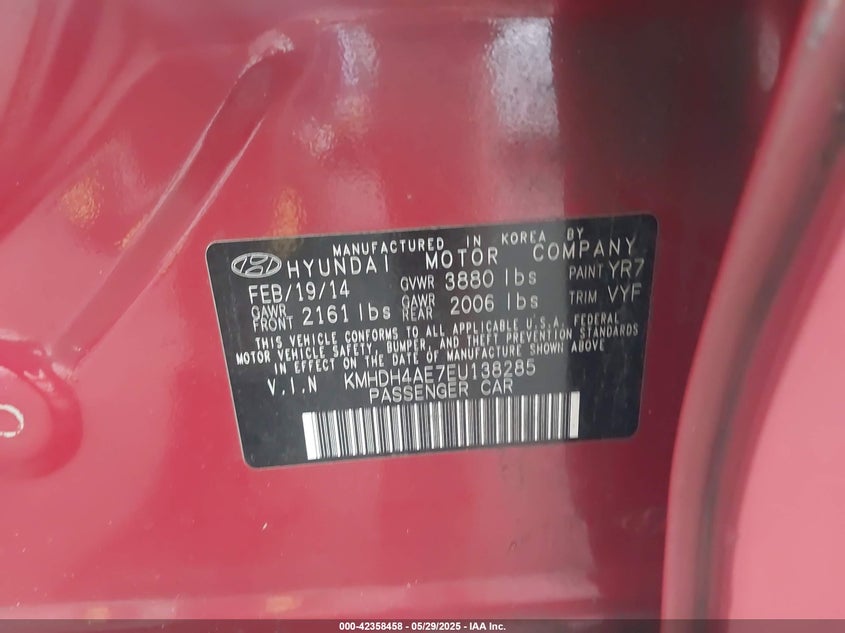 MANUFACTURED IN KOREA BY
HYUNDAI MOTOR COMPANY
FEB/19/14 GVWR 3880 lbs PAINT YR7
GAWR FRONT 2161 lbs GAWR REAR 2006 lbs TRIM VYF
THIS VEHICLE CONFORMS TO ALL APPLICABLE U.S.A. FEDERAL
MOTOR VEHICLE SAFETY, BUMPER, AND THEFT PREVENTION STANDARDS
IN EFFECT ON THE DATE OF MANUFACTURE SHOWN ABOVE
V.I.N KMHDH4AE7EU138285
PASSENGER CAR
000-42358458 - 05/29/2025 - IAA Inc.